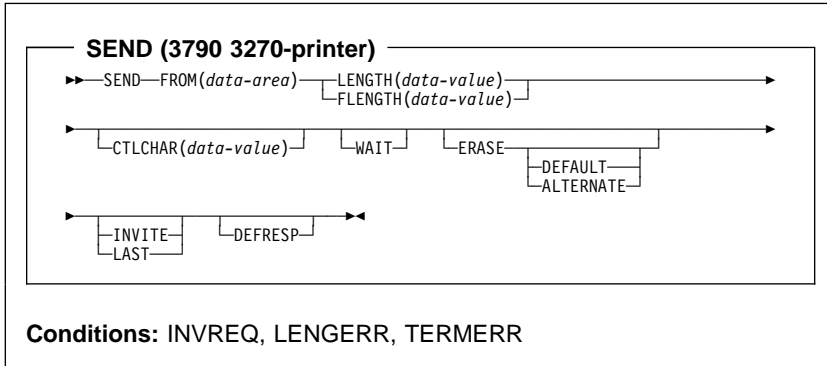 SEND (3790 3270-printer)
SEND FROM(data-area) LENGTH(data-value)
FLENGTH(data-value)
CTLCHAR(data-value) WAIT ERASE
DEFAULT
ALTERNATE
INVITE DEFRESP
LAST
Conditions: INVREQ, LENGERR, TERMERR